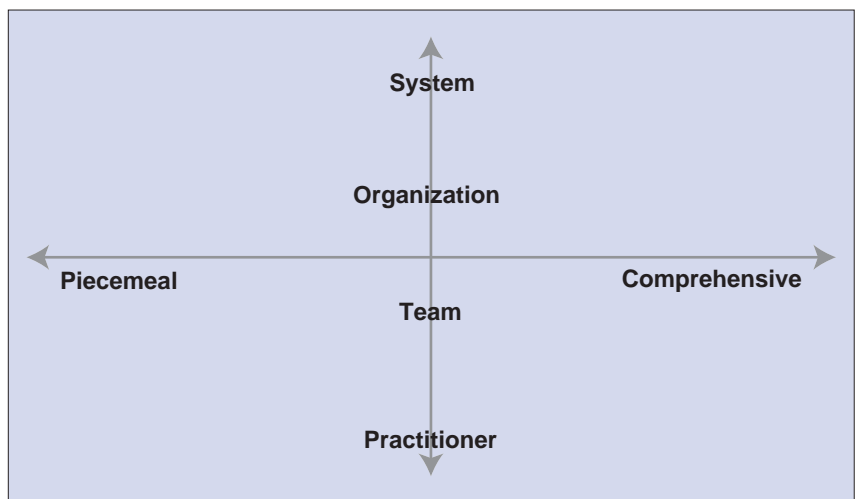 System
Organization
Piecemeal
Comprehensive
Team
Practitioner